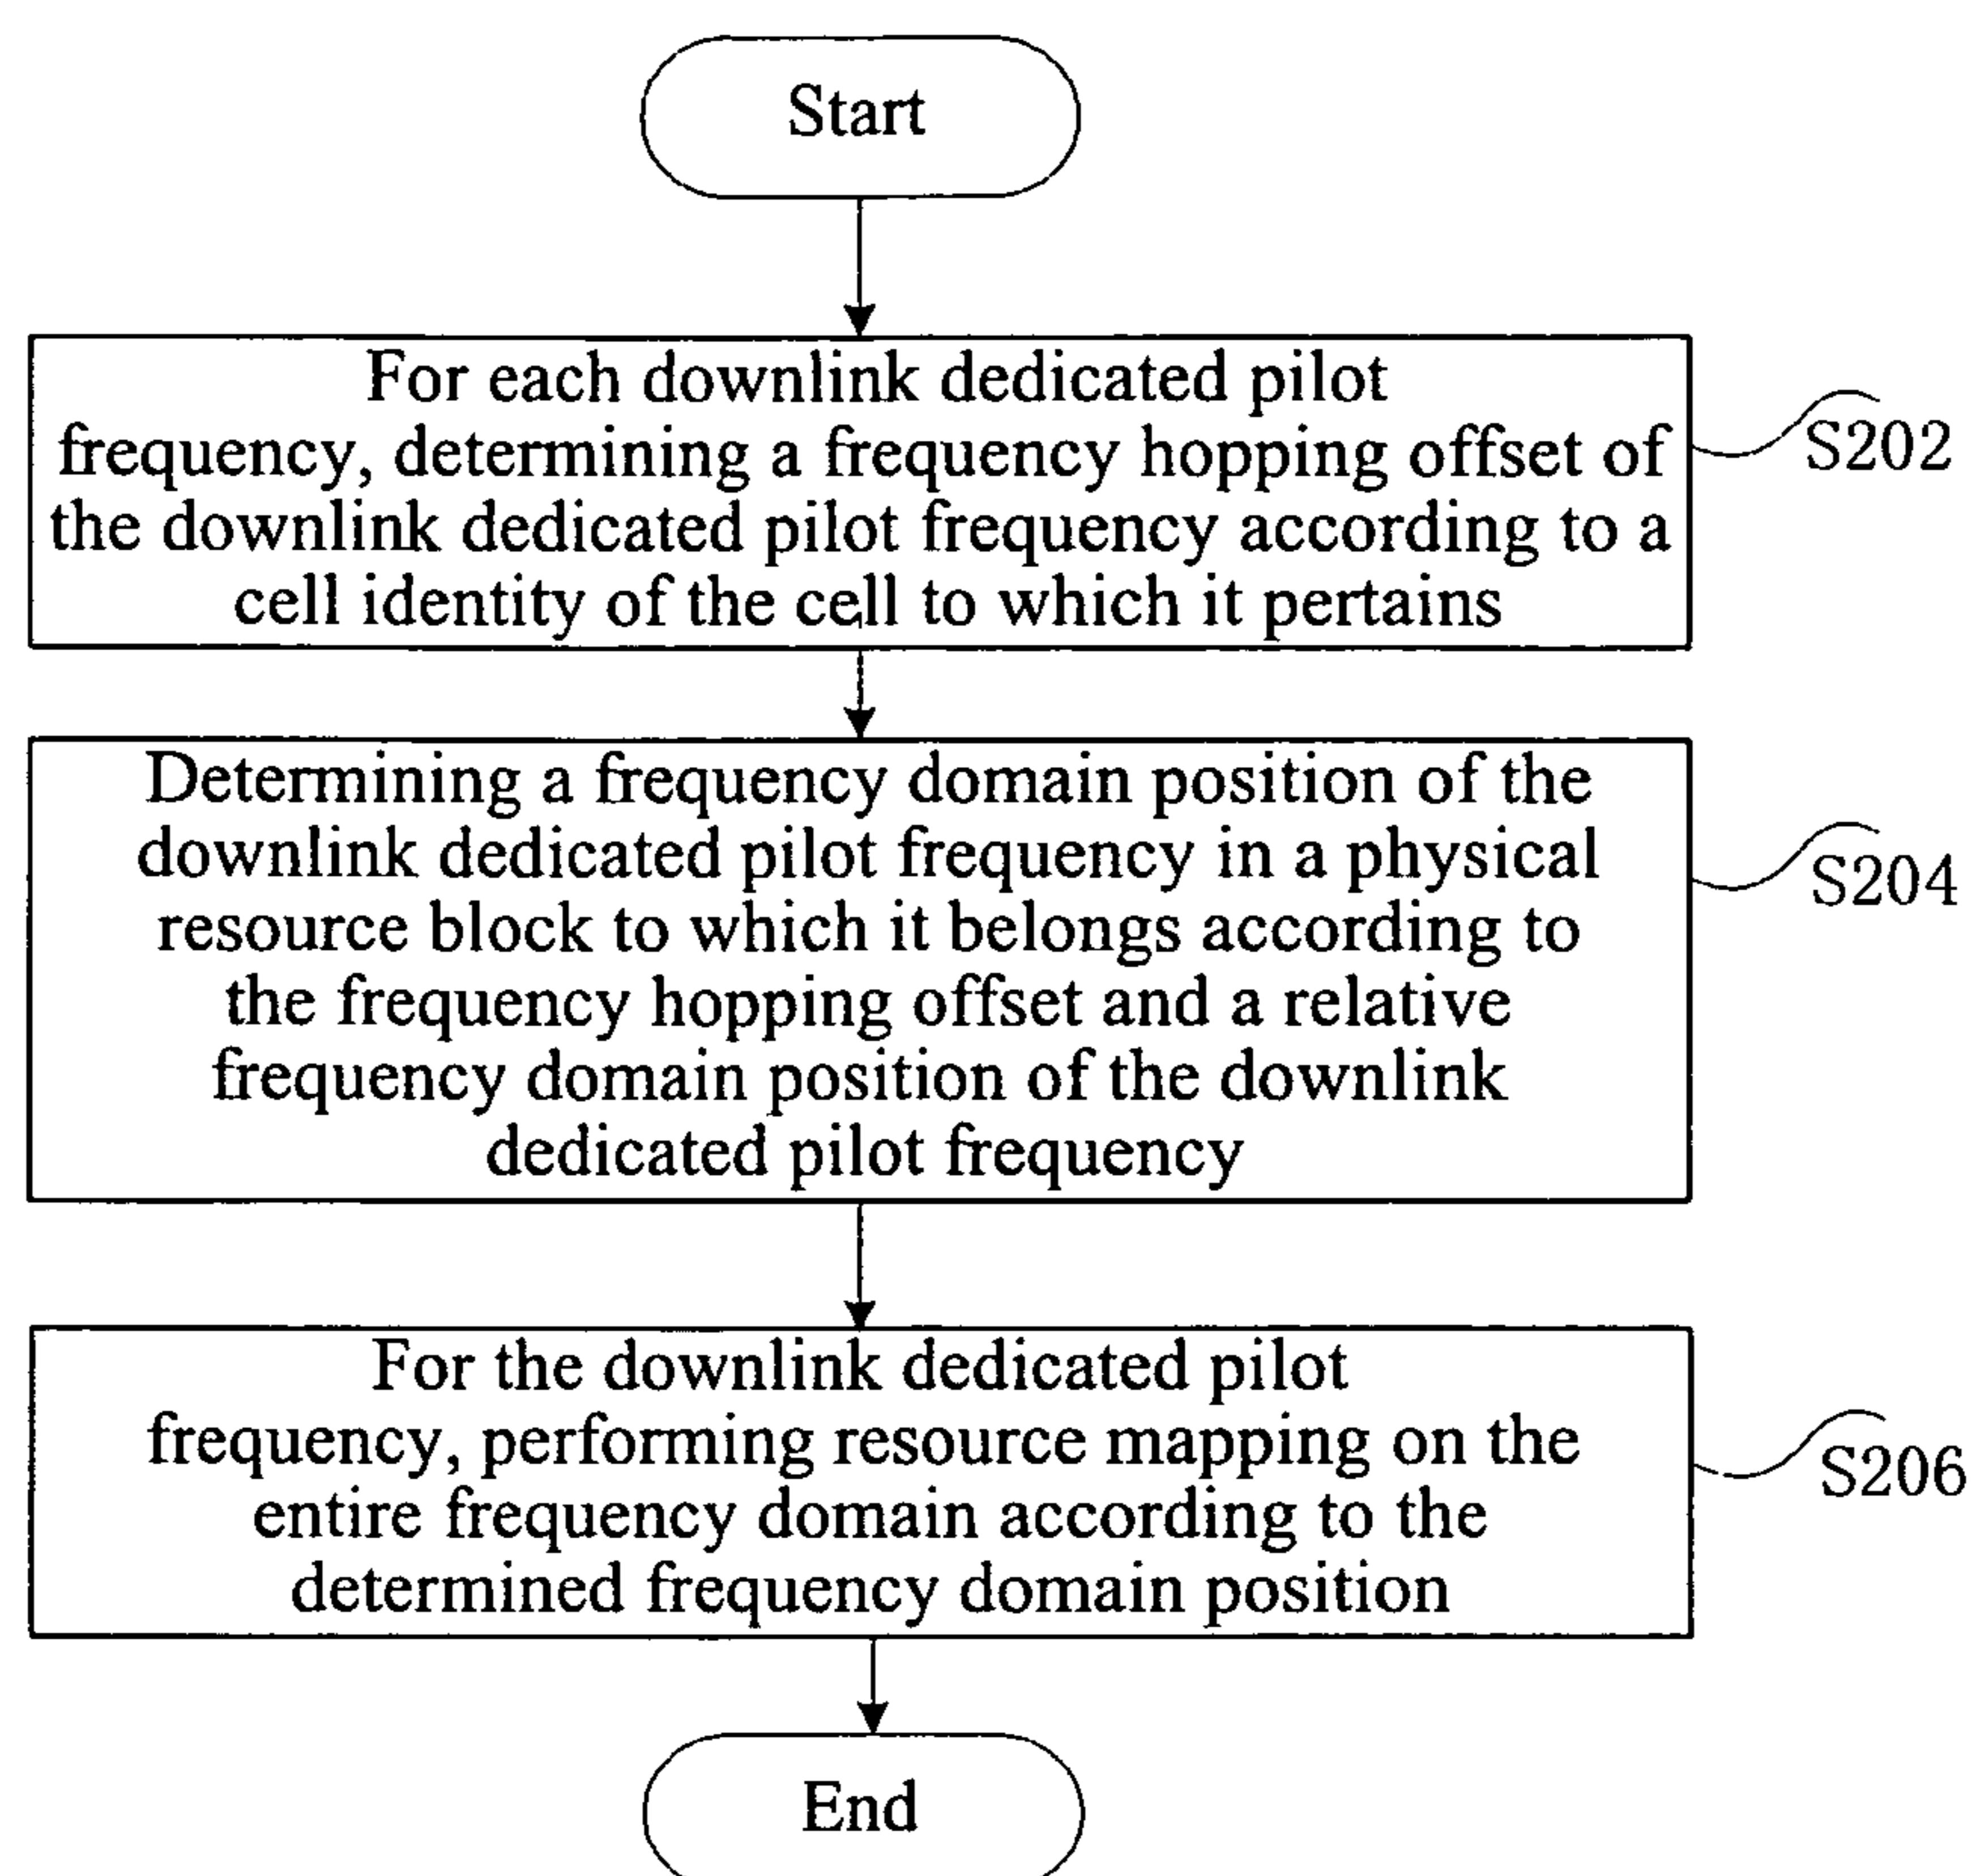 Start
For each downlink dedicated pilot
frequency, determining a frequency hopping offset of
the downlink dedicated pilot frequency according to a
cell identity of the cell to which it pertains
S202
Determining a frequency domain position of the
downlink dedicated pilot frequency in a physical
resource block to which it belongs according to
the frequency hopping offset and a relative
frequency domain position of the downlink
dedicated pilot frequency
S204
For the downlink dedicated pilot
frequency, performing resource mapping on the
entire frequency domain according to the
determined frequency domain position
S206
End